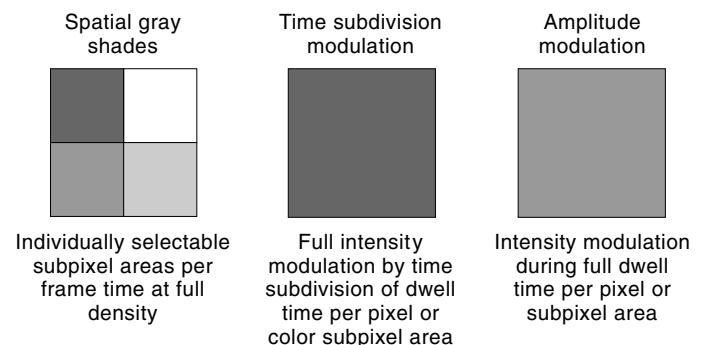 Spatial gray
shades
Time subdivision
modulation
Amplitude
modulation
Individually selectable
subpixel areas per
frame time at full
density
Full intensity
modulation by time
subdivision of dwell
time per pixel or
color subpixel area
Intensity modulation
during full dwell
time per pixel or
subpixel area